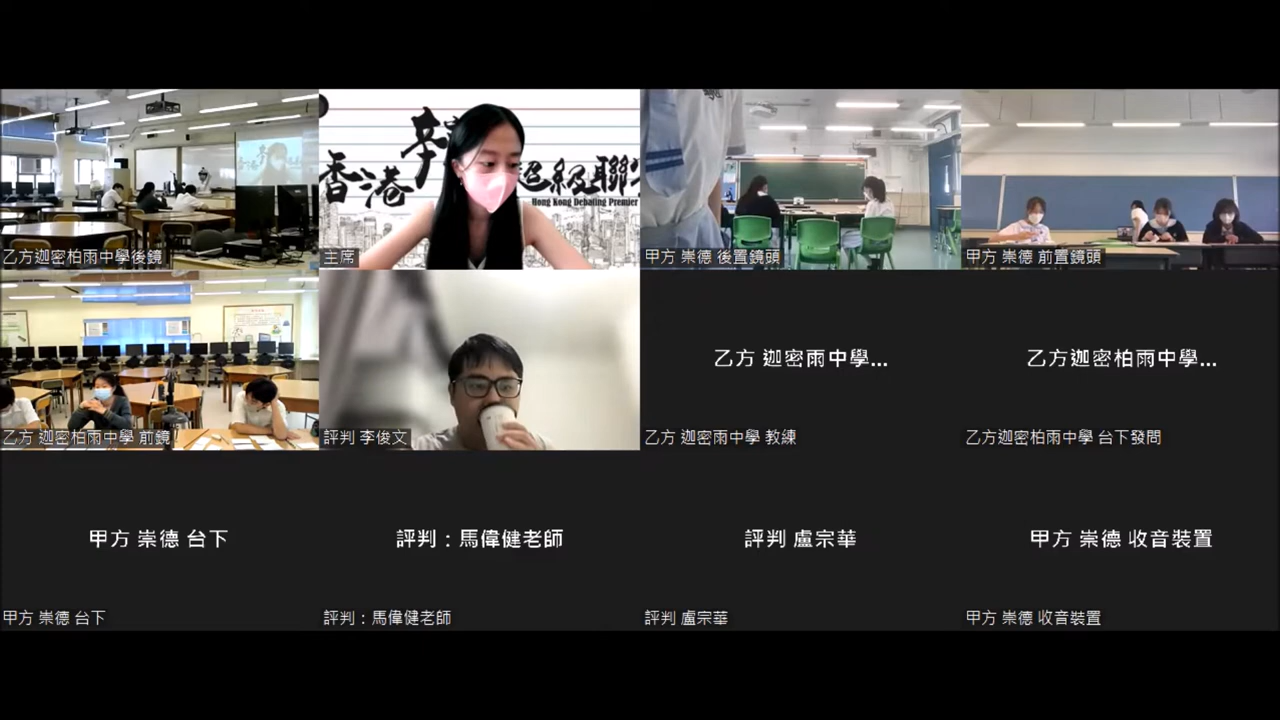 乙方迦密柏雨中學後鏡
香港辯
超級聯
Hong Kong Debating Premier
主席
甲方 崇德 後置鏡頭
甲方 崇德 前置鏡頭
乙方 迦密柏雨中學 前鏡
評判 李俊文
乙方 迦密雨中學...
乙方 迦密雨中學 教練
乙方迦密柏雨中學...
乙方迦密柏雨中學 台下發問
甲方 崇德 台下
甲方 崇德 台下
評判：馬偉健老師
評判：馬偉健老師
評判 盧宗華
評判 盧宗華
甲方 崇德 收音裝置
甲方 崇德 收音裝置